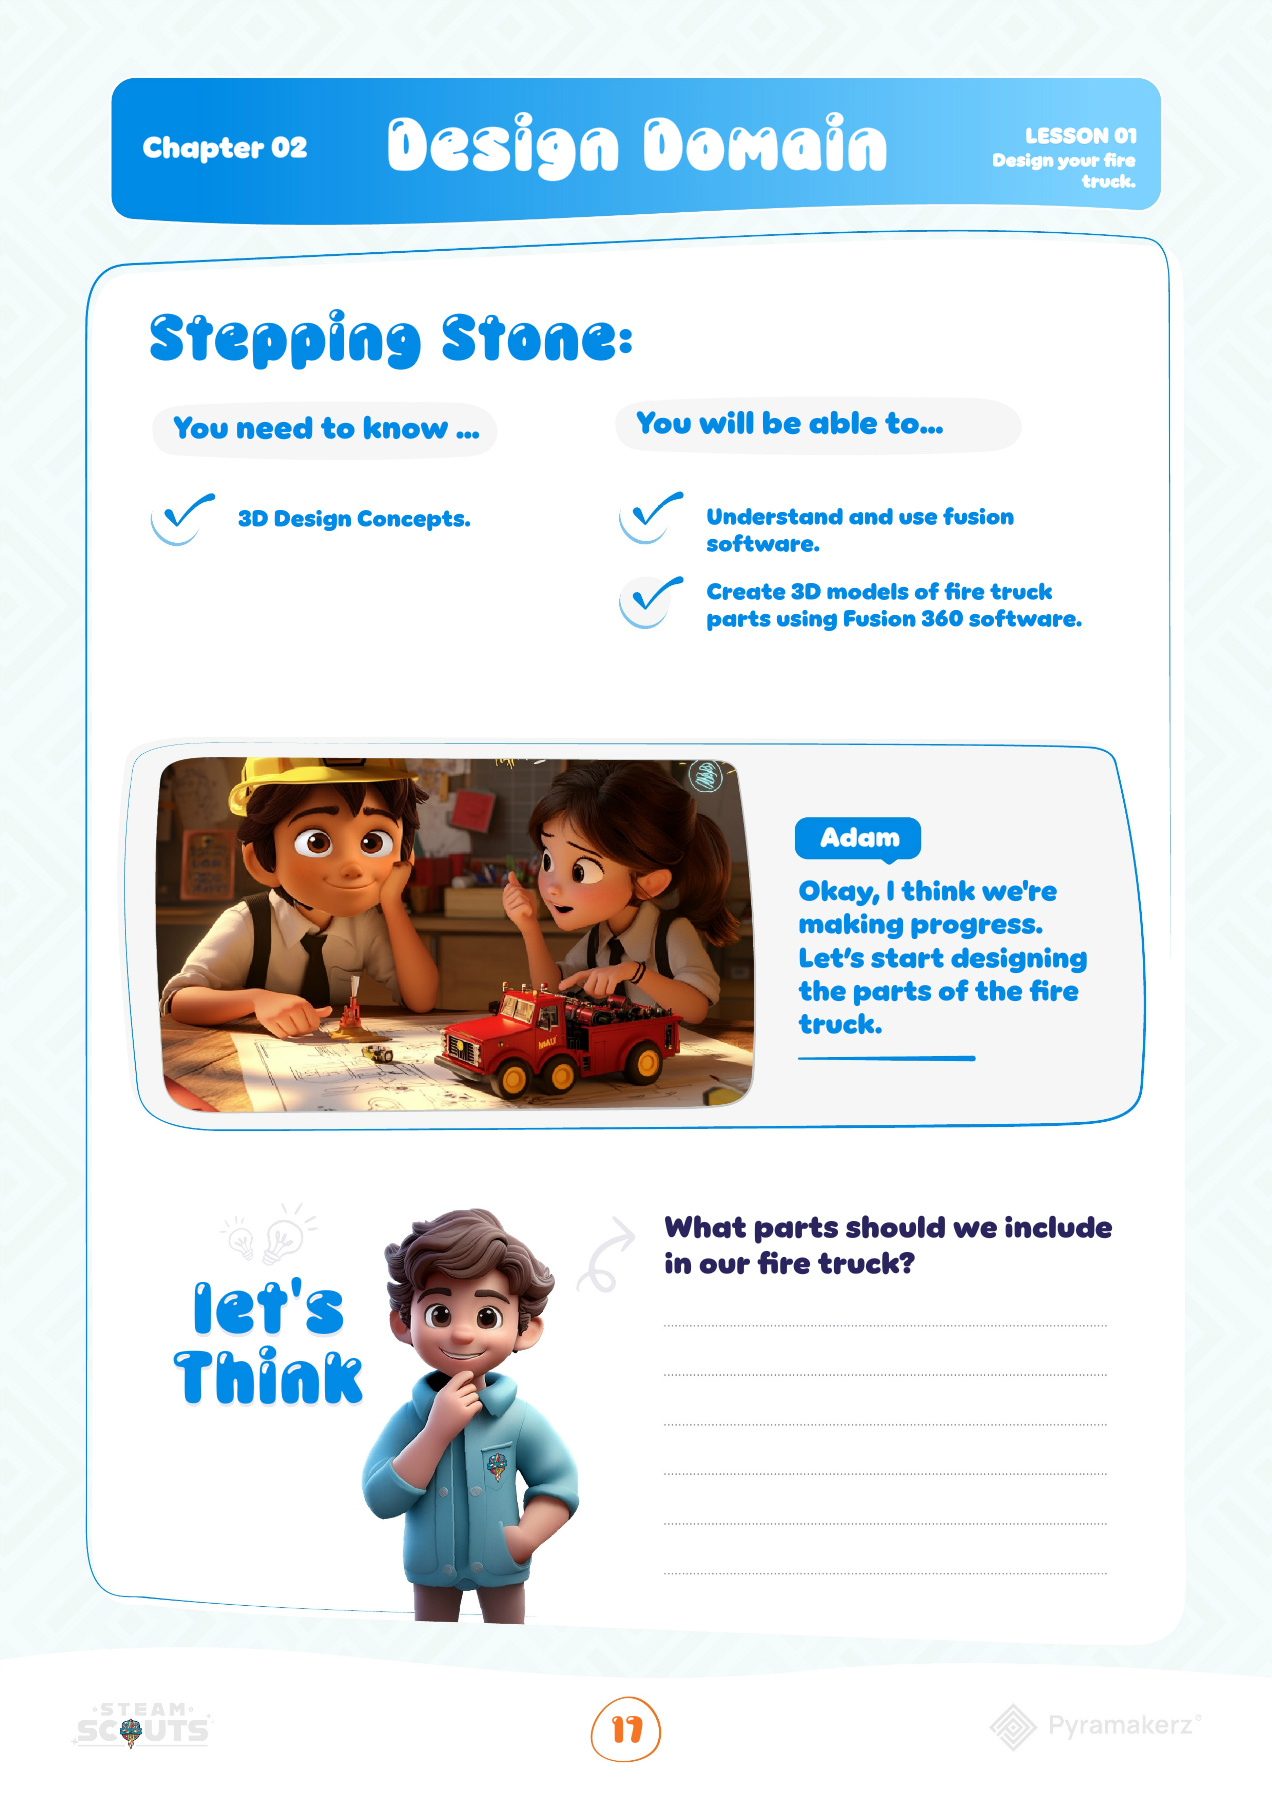 Chapter 02
Design Domain
LESSON 01
Design your fire
truck.
Stepping Stone:
You need to know ...
3D Design Concepts.
You will be able to...
Understand and use fusion
software.
Create 3D models of fire truck
parts using Fusion 360 software.
Adam
Okay, I think we're
making progress.
Let's start designing
the parts of the fire
truck.
let's
Think
What parts should we include
in our fire truck?
STEAM
SCOUTS
17
Pyramakerz